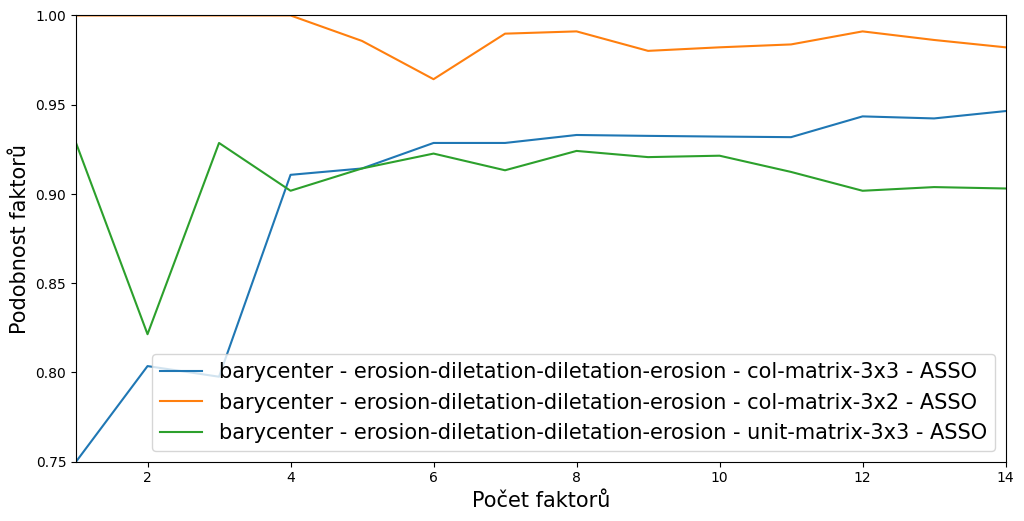 1.00
0.95
0.90
0.85
0.80
0.75
Podobnost faktorů
barycenter - erosion-diletation-diletation-erosion - col-matrix-3x3 - ASSO
barycenter - erosion-diletation-diletation-erosion - col-matrix-3x2 - ASSO
barycenter - erosion-diletation-diletation-erosion - unit-matrix-3x3 - ASSO
2 4 6 8 10 12 14
Počet faktorů